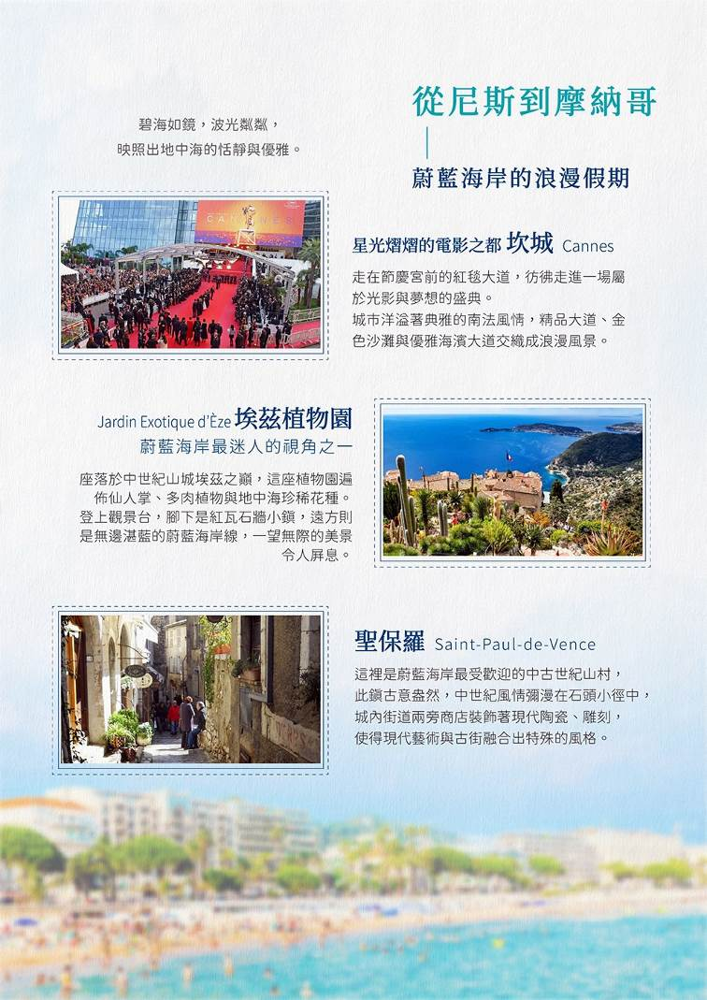 從尼斯到摩納哥
蔚藍海岸的浪漫假期
碧海如鏡，波光粼粼，
映照出地中海的恬靜與優雅。
CANNES
星光熠熠的電影之都 坎城 Cannes
走在節慶宮前的紅毯大道，彷彿走進一場屬
於光影與夢想的盛典。
城市洋溢著典雅的南法風情，精品大道、金
色沙灘與優雅海濱大道交織成浪漫風景。
Jardin Exotique d'Èze 埃茲植物園
蔚藍海岸最迷人的視角之一
座落於中世紀山城埃茲之巔，這座植物園遍
佈仙人掌、多肉植物與地中海珍稀花種。
登上觀景台，腳下是紅瓦石牆小鎮，遠方則
是無邊湛藍的蔚藍海岸線，一望無際的美景
令人屏息。
聖保羅 Saint-Paul-de-Vence
這裡是蔚藍海岸最受歡迎的中古世紀山村，
此鎮古意盎然，中世紀風情彌漫在石頭小徑中，
城內街道兩旁商店裝飾著現代陶瓷、雕刻，
使得現代藝術與古街融合出特殊的風格。